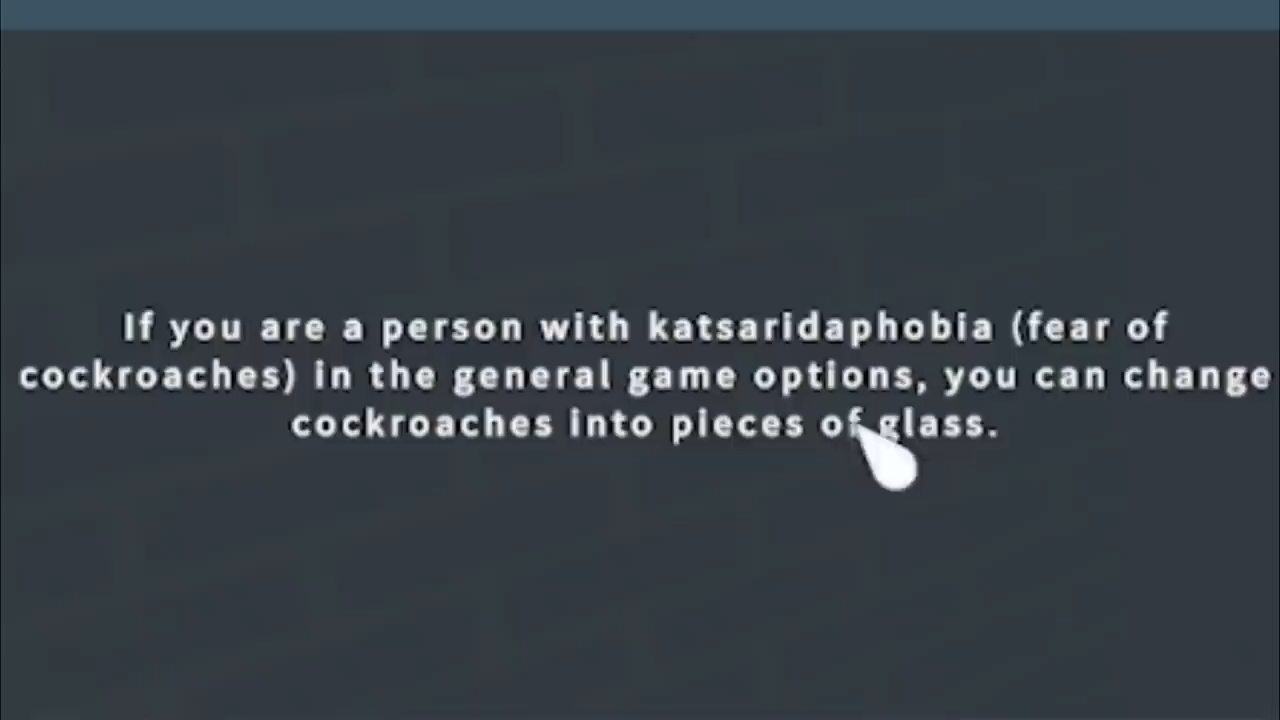 If you are a person with katsaridaphobia (fear of
cockroaches) in the general game options, you can change
cockroaches into pieces of glass.